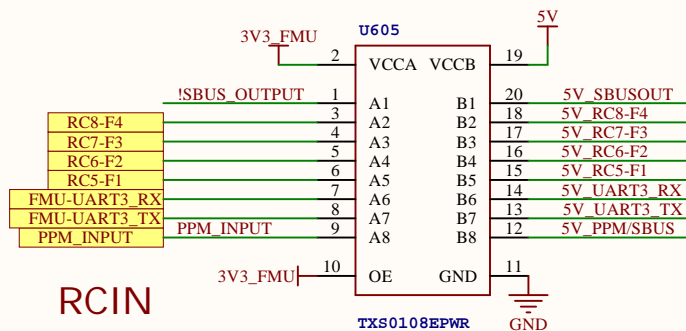 U605
3V3_FMU 5V
2 VCCA VCCB 19
!SBUS_OUTPUT 1 A1 B1 20 5V_SBUSOUT
RC8-F4 3 A2 B2 18 5V_RC8-F4
RC7-F3 4 A3 B3 17 5V_RC7-F3
RC6-F2 5 A4 B4 16 5V_RC6-F2
RC5-F1 6 A5 B5 15 5V_RC5-F1
FMU-UART3_RX 7 A6 B6 14 5V_UART3_RX
FMU-UART3_TX 8 A7 B7 13 5V_UART3_TX
PPM_INPUT PPM_INPUT 9 A8 B8 12 5V_PPM/SBUS
3V3_FMU 10 OE GND 11
RCIN
TXS0108EPWR GND